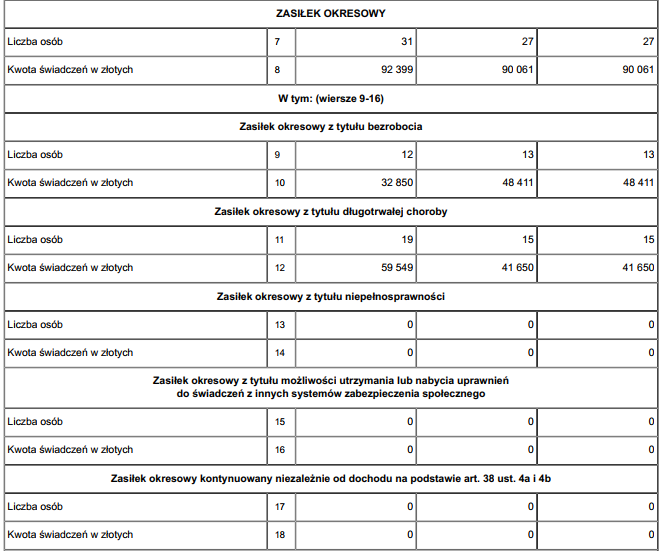 ZASIŁEK OKRESOWY
Liczba osób 7 31 27 27
Kwota świadczeń w złotych 8 92 399 90 061 90 061
W tym: (wiersze 9-16)
Zasiłek okresowy z tytułu bezrobocia
Liczba osób 9 12 13 13
Kwota świadczeń w złotych 10 32 850 48 411 48 411
Zasiłek okresowy z tytułu długotrwałej choroby
Liczba osób 11 19 15 15
Kwota świadczeń w złotych 12 59 549 41 650 41 650
Zasiłek okresowy z tytułu niepełnosprawności
Liczba osób 13 0 0 0
Kwota świadczeń w złotych 14 0 0 0
Zasiłek okresowy z tytułu możliwości utrzymania lub nabycia uprawnień
do świadczeń z innych systemów zabezpieczenia społecznego
Liczba osób 15 0 0 0
Kwota świadczeń w złotych 16 0 0 0
Zasiłek okresowy kontynuowany niezależnie od dochodu na podstawie art. 38 ust. 4a i 4b
Liczba osób 17 0 0 0
Kwota świadczeń w złotych 18 0 0 0